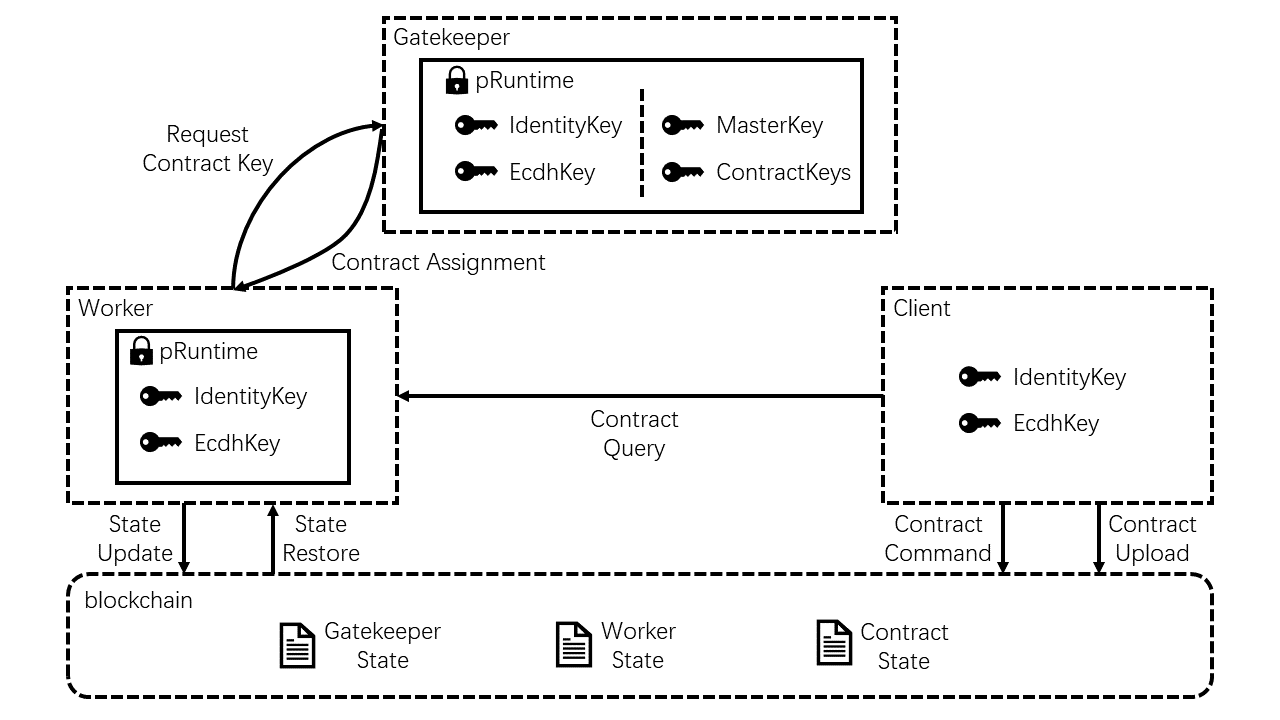 Gatekeeper
pRuntime
IdentityKey
MasterKey
EcdhKey
ContractKeys
Request
Contract Key
Contract Assignment
Worker
pRuntime
IdentityKey
EcdhKey
Client
IdentityKey
EcdhKey
Contract
Query
State
Update
State
Restore
Contract
Command
Contract
Upload
blockchain
Gatekeeper
State
Worker
State
Contract
State